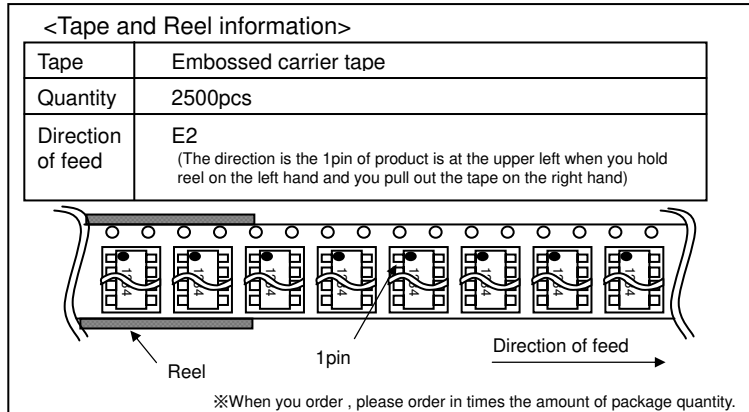 <Tape and Reel information>
Tape Embossed carrier tape
Quantity 2500pcs
Direction of feed E2
(The direction is the 1pin of product is at the upper left when you hold
reel on the left hand and you pull out the tape on the right hand)
Reel
1pin
Direction of feed
※When you order , please order in times the amount of package quantity.